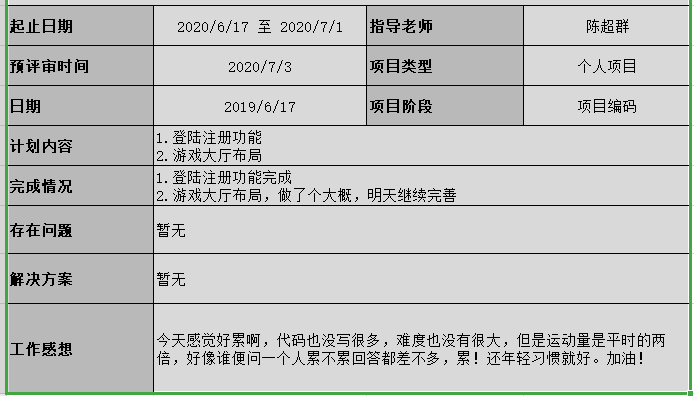 起止日期 2020/6/17 至 2020/7/1 指导老师 陈超群
预评审时间 2020/7/3 项目类型 个人项目
日期 2019/6/17 项目阶段 项目编码
计划内容
1.登陆注册功能
2.游戏大厅布局
完成情况
1.登陆注册功能完成
2.游戏大厅布局，做了个大概，明天继续完善
存在问题 暂无
解决方案 暂无
工作感想
今天感觉好累啊，代码也没写很多，难度也没有很大，但是运动量是平时的两
倍，好像谁便问一个人累不累回答都差不多，累！还年轻习惯就好。加油！